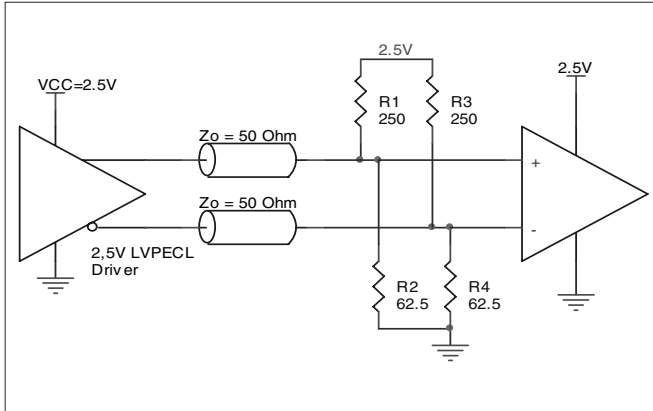 2.5V
VCC=2.5V
2.5V
R1
250
R3
250
Zo = 50 Ohm
+
Zo = 50 Ohm
-
2,5V LVPECL
Driver
R2
62.5
R4
62.5